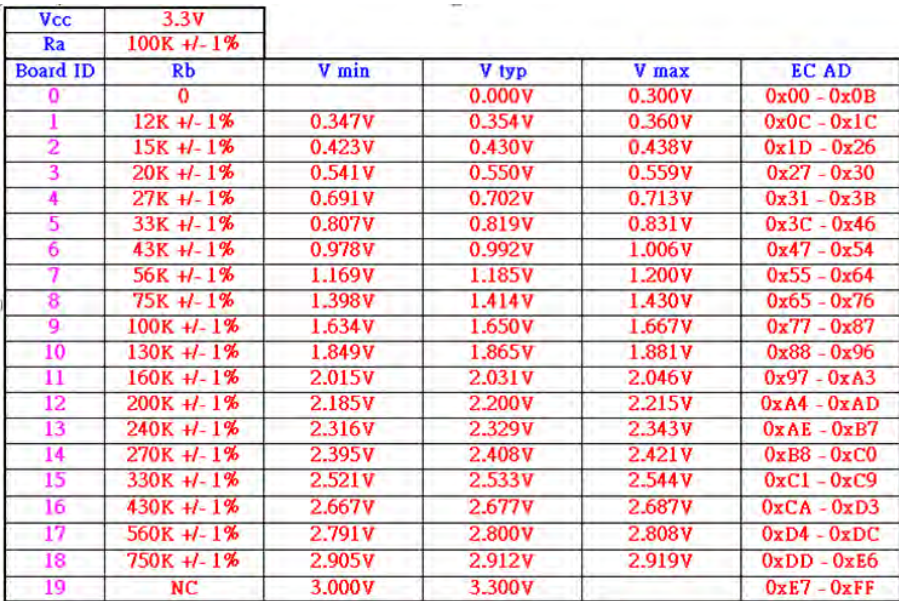 Vcc 3.3V
Ra 100K +/- 1%
Board ID Rb V min V typ V max EC AD
0 0 0.000V 0.300V 0x00 - 0x0B
1 12K +/- 1% 0.347V 0.354V 0.360V 0x0C - 0x1C
2 15K +/- 1% 0.423V 0.430V 0.438V 0x1D - 0x26
3 20K +/- 1% 0.541V 0.550V 0.559V 0x27 - 0x30
4 27K +/- 1% 0.691V 0.702V 0.713V 0x31 - 0x3B
5 33K +/- 1% 0.807V 0.819V 0.831V 0x3C - 0x46
6 43K +/- 1% 0.978V 0.992V 1.006V 0x47 - 0x54
7 56K +/- 1% 1.169V 1.185V 1.200V 0x55 - 0x64
8 75K +/- 1% 1.398V 1.414V 1.430V 0x65 - 0x76
9 100K +/- 1% 1.634V 1.650V 1.667V 0x77 - 0x87
10 130K +/- 1% 1.849V 1.865V 1.881V 0x88 - 0x96
11 160K +/- 1% 2.015V 2.031V 2.046V 0x97 - 0xA3
12 200K +/- 1% 2.185V 2.200V 2.215V 0xA4 - 0xAD
13 240K +/- 1% 2.316V 2.329V 2.343V 0xAE - 0xB7
14 270K +/- 1% 2.395V 2.408V 2.421V 0xB8 - 0xC0
15 330K +/- 1% 2.521V 2.533V 2.544V 0xC1 - 0xC9
16 430K +/- 1% 2.667V 2.677V 2.687V 0xCA - 0xD3
17 560K +/- 1% 2.791V 2.800V 2.808V 0xD4 - 0xDC
18 750K +/- 1% 2.905V 2.912V 2.919V 0xDD - 0xE6
19 NC 3.000V 3.300V 0xE7 - 0xFF